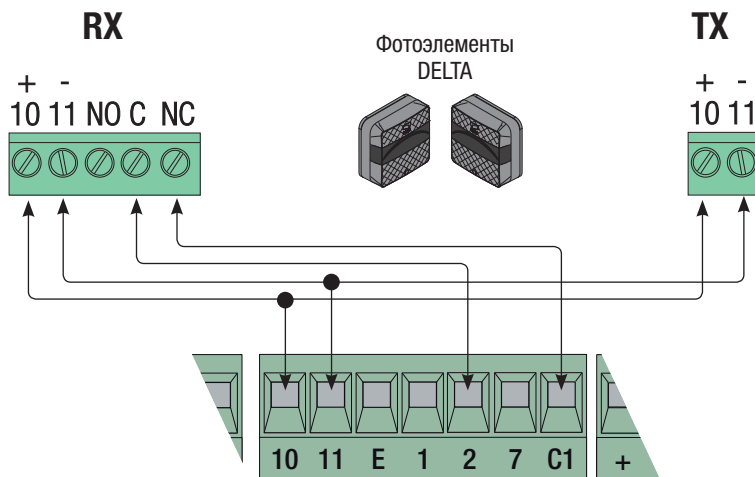 RX
TX
Фотоэлементы
DELTA
+ -
10 11 NO C NC
+ -
10 11
10 11 E 1 2 7 C1 +